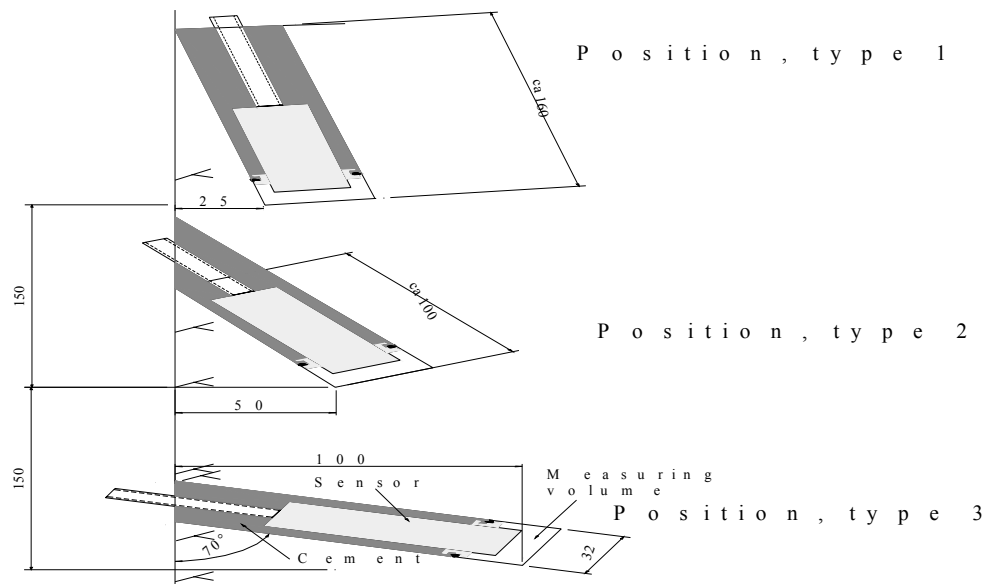 Position, type 1
ca 160
25
150
ca 100
Position, type 2
50
150
100
Sensor
Measuring
volume
Position, type 3
70°
Cement
32